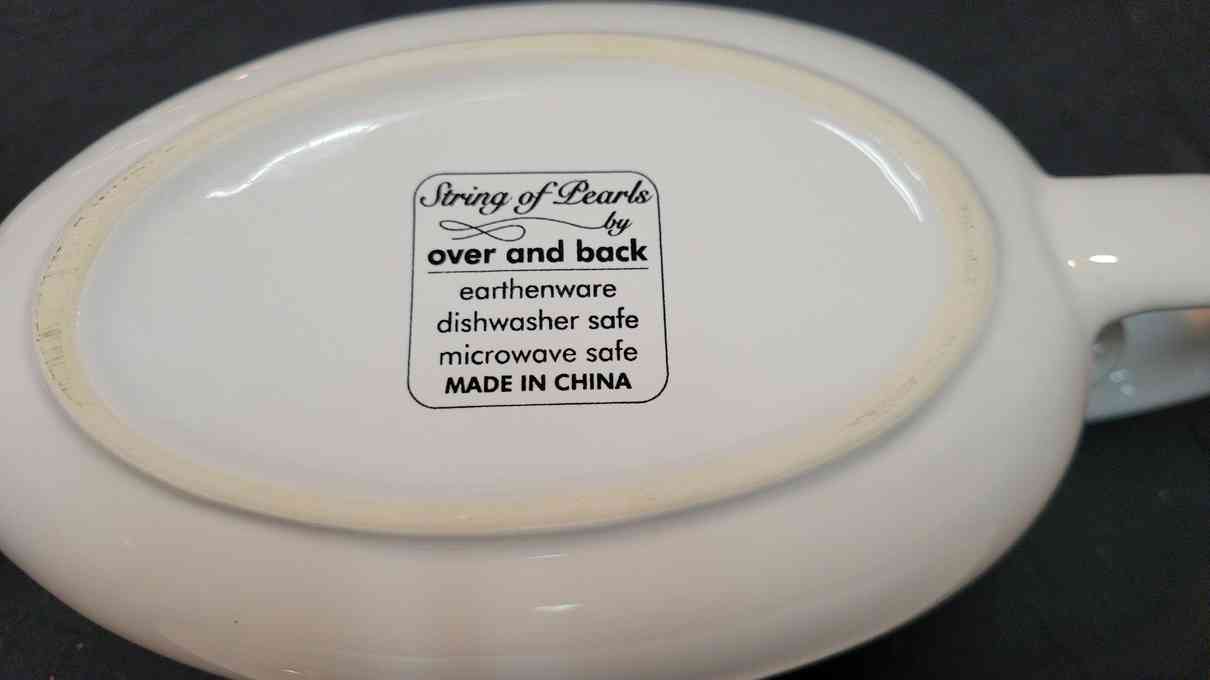 String of Pearls
by
over and back
earthenware
dishwasher safe
microwave safe
MADE IN CHINA